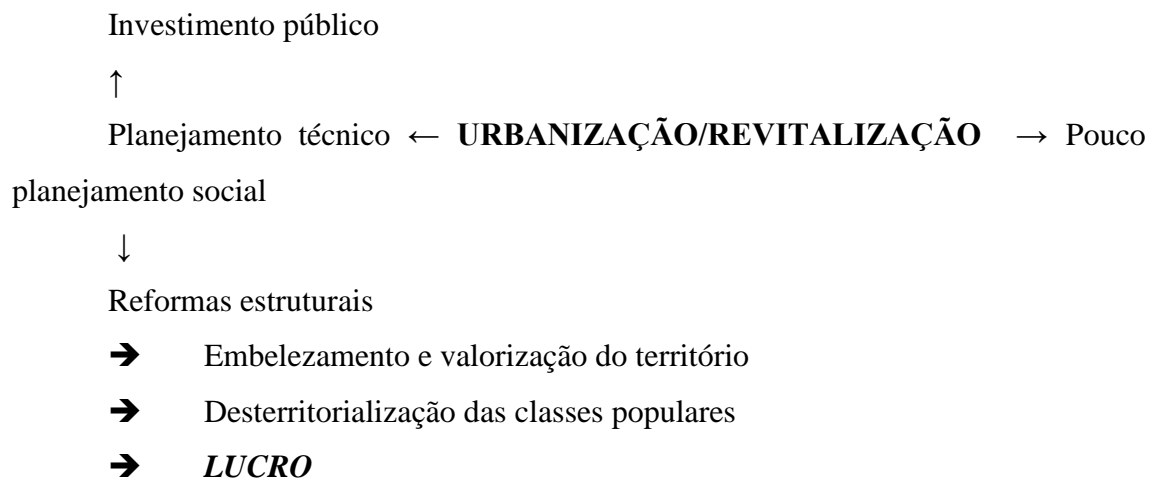 Investimento público
↑
Planejamento técnico ← URBANIZAÇÃO/REVITALIZAÇÃO → Pouco
planejamento social
↓
Reformas estruturais
➔ Embelezamento e valorização do território
➔ Desterritorialização das classes populares
➔ LUCRO